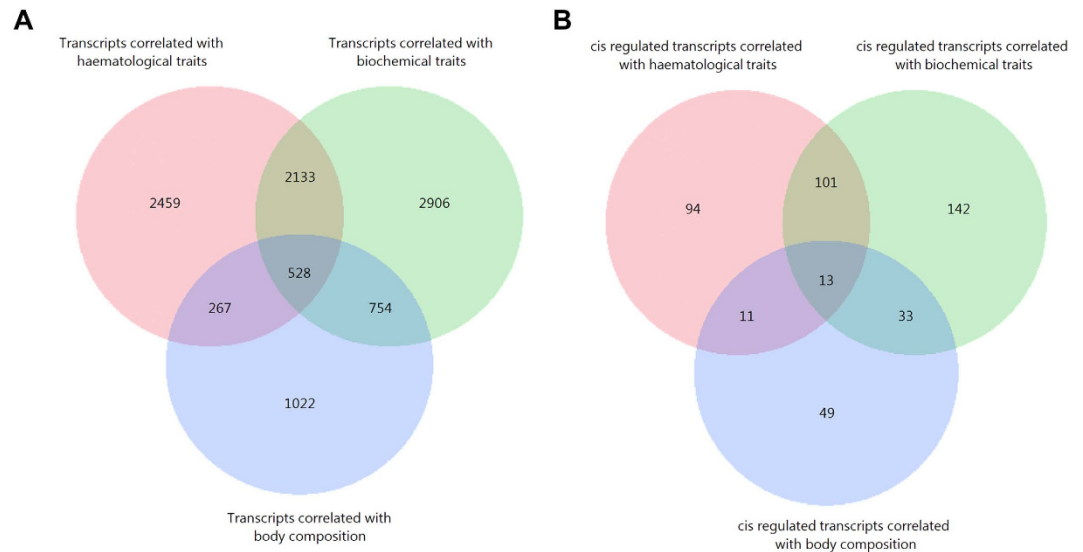 A
Transcripts correlated with
haematological traits
Transcripts correlated with
biochemical traits
2133
2459
2906
528
267
754
1022
Transcripts correlated with
body composition
B
cis regulated transcripts correlated
with haematological traits
cis regulated transcripts correlated
with biochemical traits
101
94
142
13
11
33
49
cis regulated transcripts correlated
with body composition